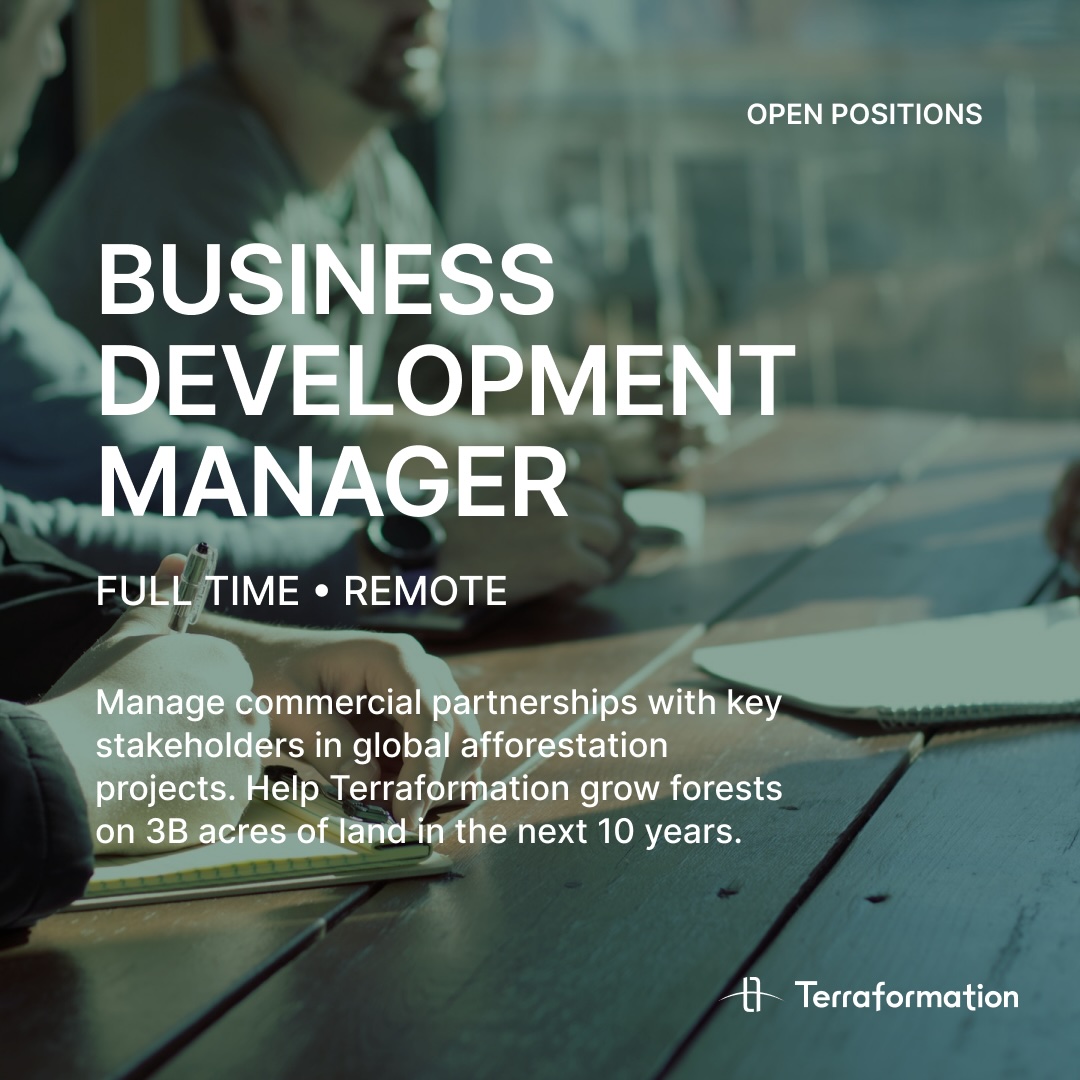 OPEN POSITIONS
BUSINESS
DEVELOPMENT
MANAGER
FULL TIME • REMOTE
Manage commercial partnerships with key
stakeholders in global afforestation
projects. Help Terraformation grow forests
on 3B acres of land in the next 10 years.
Terraformation